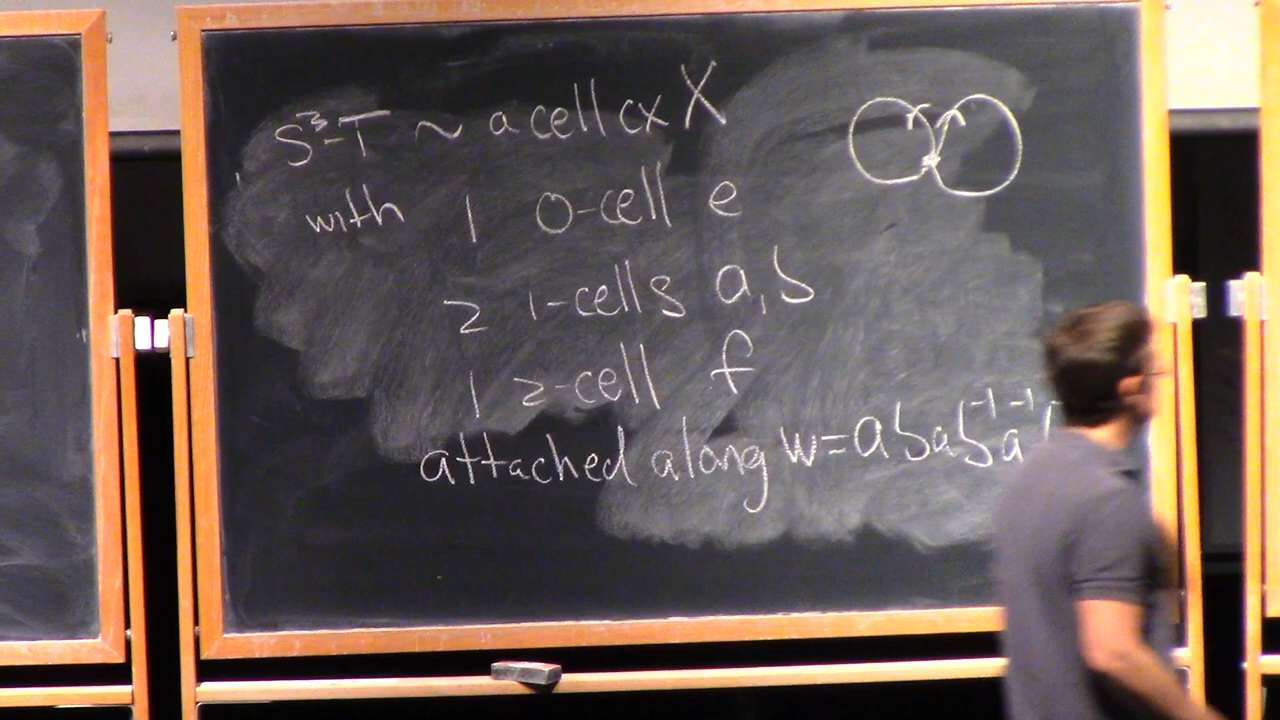 S³-T ~ a cell cx X
with 1 0-cell e
2 1-cells a, b
1 2-cell f
attached along w = abab⁻¹a⁻¹